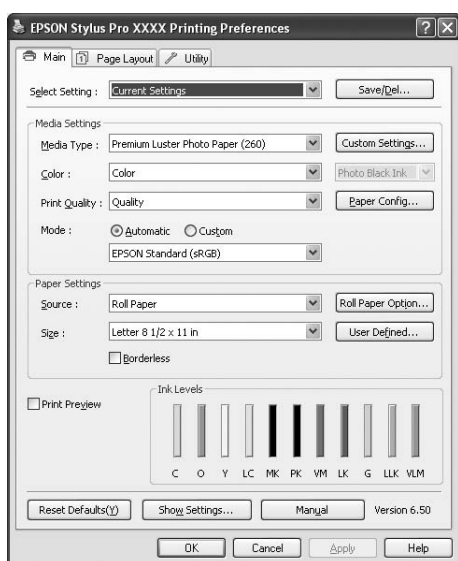 EPSON Stylus Pro XXXX Printing Preferences
Main Page Layout Utility
Select Setting : Current Settings Save/Del...
Media Settings
Media Type : Premium Luster Photo Paper (260) Custom Settings...
Color : Color Photo Black Ink
Print Quality : Quality Paper Config...
Mode : Automatic Custom
EPSON Standard (sRGB)
Paper Settings
Source : Roll Paper Roll Paper Option...
Size : Letter 8 1/2 x 11 in User Defined...
Borderless
Print Preview
Ink Levels
C O Y LC MK PK VM LK G LLK VLM
Reset Defaults(Y) Show Settings... Manual Version 6.50
OK Cancel Apply Help